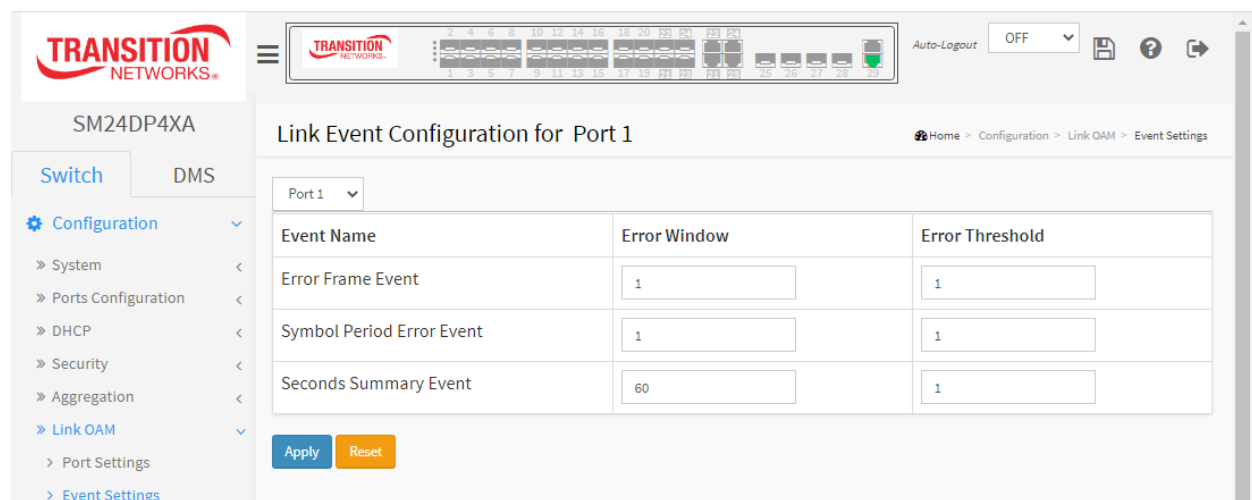 TRANSITION
NETWORKS®
TRANSITION
NETWORKS
2 4 6 8 10 12 14 16 18 20 22 24 22 24
1 3 5 7 9 11 13 15 17 19 21 23 21 23 25 26 27 28 29
Auto-Logout OFF
SM24DP4XA
Link Event Configuration for Port 1
Home > Configuration > Link OAM > Event Settings
Switch DMS
Port 1
Configuration
Event Name Error Window Error Threshold
» System
Error Frame Event 1 1
» Ports Configuration
» DHCP
Symbol Period Error Event 1 1
» Security
Seconds Summary Event 60 1
» Aggregation
» Link OAM
Apply Reset
> Port Settings
> Event Settings